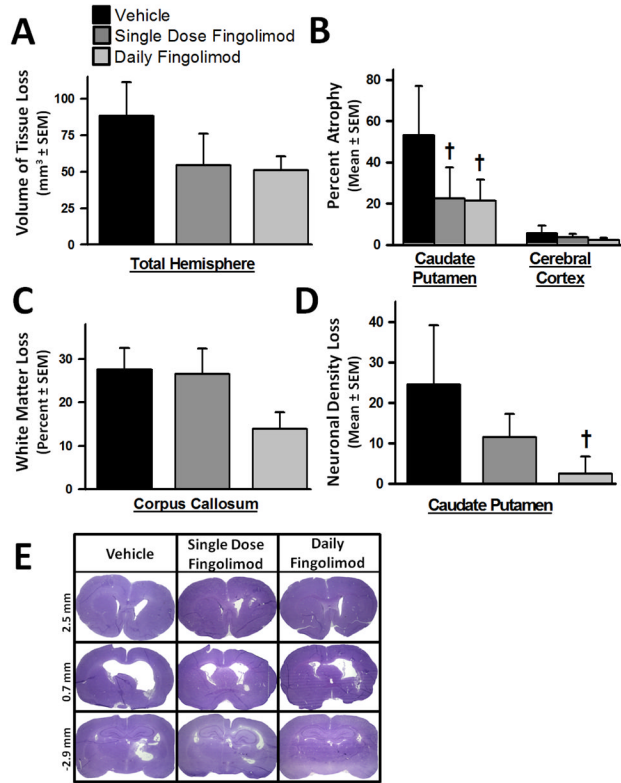 A
Vehicle
Single Dose Fingolimod
Daily Fingolimod
Volume of Tissue Loss
(mm³ ± SEM)
100
75
50
25
0
Total Hemisphere
B
Percent Atrophy
(Mean ± SEM)
80
60
40
20
0
† †
Caudate
Putamen
Cerebral
Cortex
C
White Matter Loss
(Percent ± SEM)
30
20
10
0
Corpus Callosum
D
Neuronal Density Loss
(Mean ± SEM)
40
30
20
10
0
†
Caudate Putamen
E
Vehicle
Single Dose
Fingolimod
Daily
Fingolimod
2.5 mm
0.7 mm
-2.9 mm